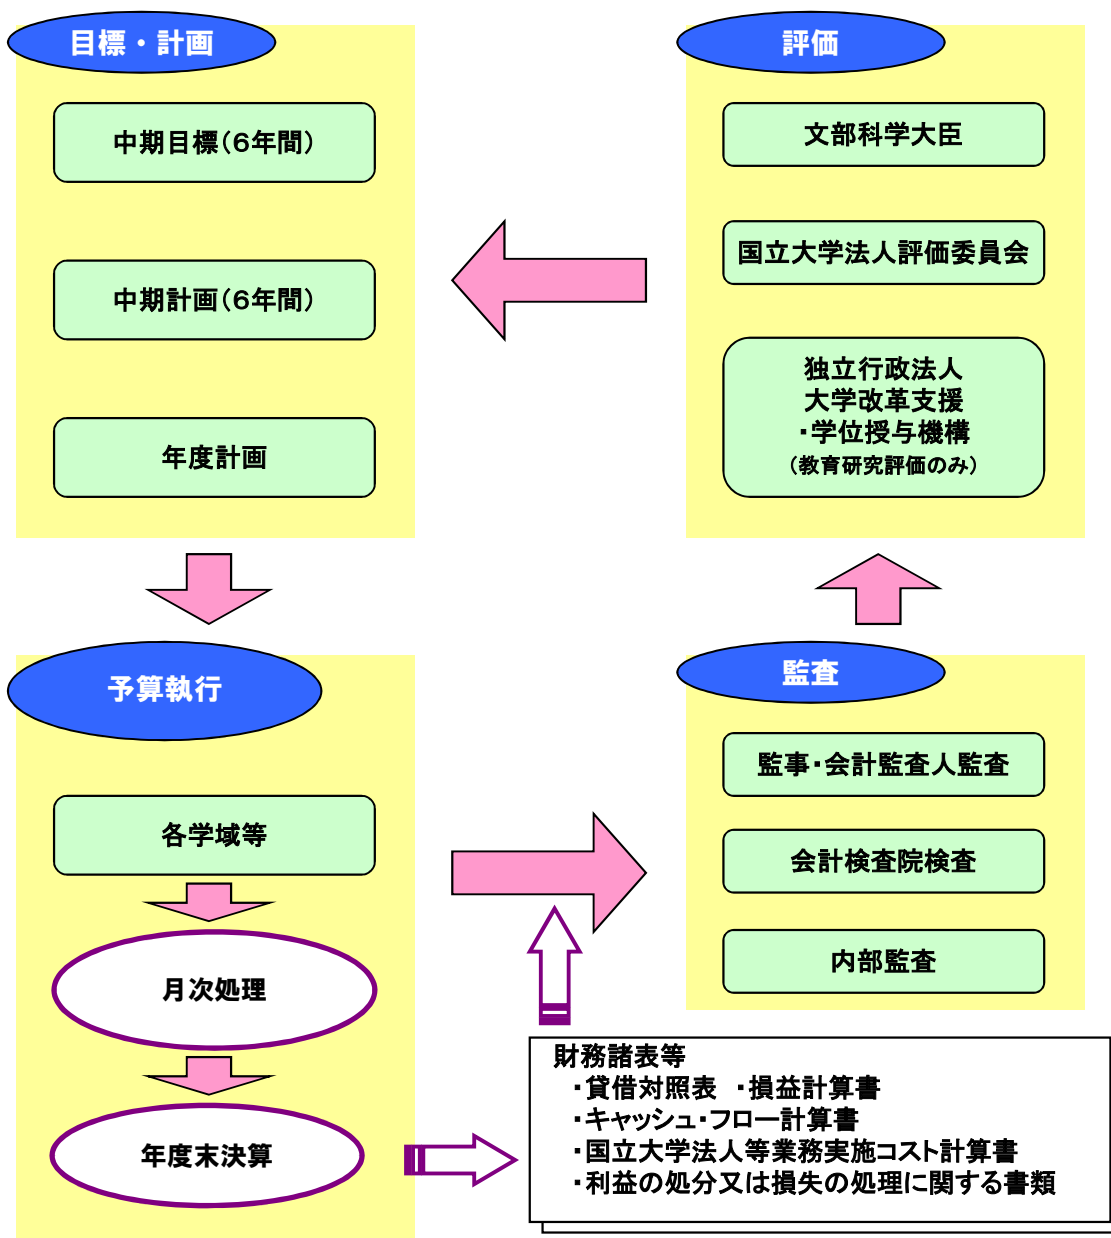 目標・計画
中期目標（６年間）
中期計画（６年間）
年度計画
評価
文部科学大臣
国立大学法人評価委員会
独立行政法人
大学改革支援
・学位授与機構
（教育研究評価のみ）
予算執行
各学域等
月次処理
年度末決算
監査
監事・会計監査人監査
会計検査院検査
内部監査
財務諸表等
・貸借対照表　・損益計算書
・キャッシュ・フロー計算書
・国立大学法人等業務実施コスト計算書
・利益の処分又は損失の処理に関する書類